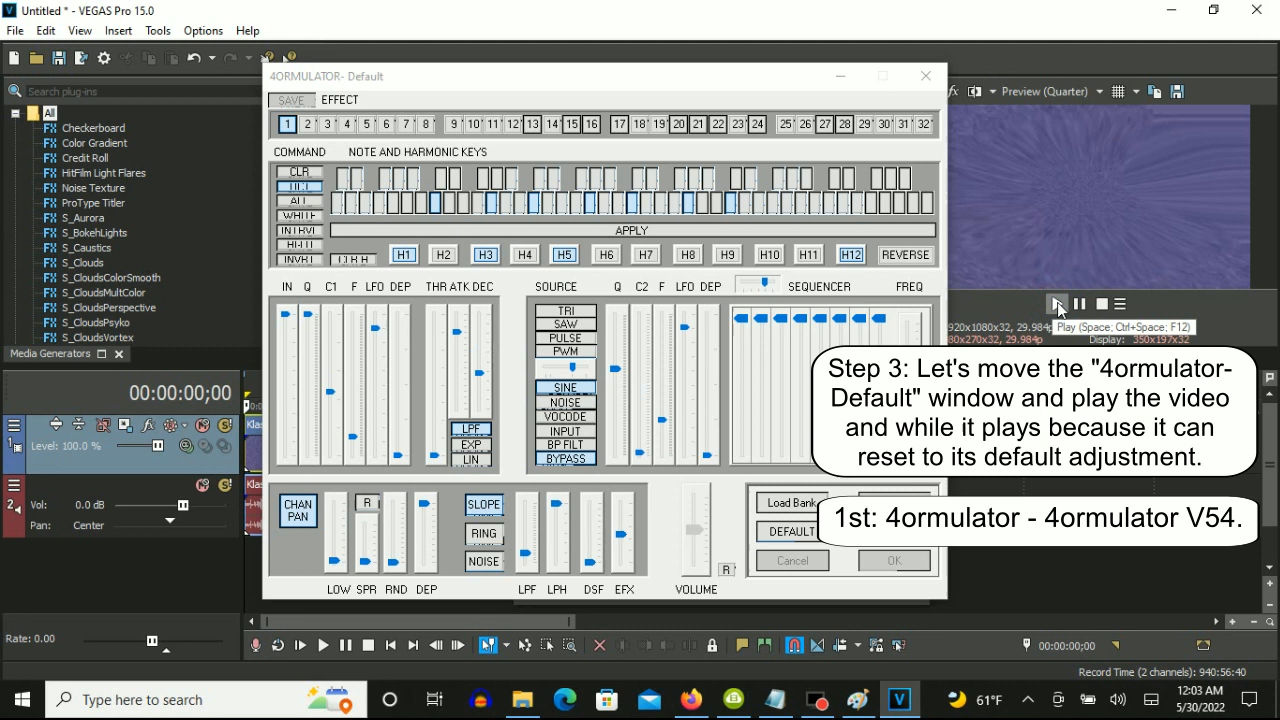 Untitled * - VEGAS Pro 15.0
File Edit View Insert Tools Options Help
4ORMULATOR- Default
Search plug-ins
SAVE EFFECT
fx Preview (Quarter)
All
1 2 3 4 5 6 7 8 9 10 11 12 13 14 15 16 17 18 19 20 21 22 23 24 25 26 27 28 29 30 31 32
Checkerboard
Color Gradient
Credit Roll
HitFilm Light Flares
Noise Texture
ProType Titler
S_Aurora
S_BokehLights
S_Caustics
S_Clouds
S_CloudsColorSmooth
S_CloudsMultColor
S_CloudsPerspective
S_CloudsPsyko
S_CloudsVortex
Media Generators
COMMAND NOTE AND HARMONIC KEYS
CLR
ALL
WHITE
APPLY
H1 H2 H3 H4 H5 H6 H7 H8 H9 H10 H11 H12 REVERSE
IN Q C1 F LFO DEP THR ATK DEC SOURCE Q C2 F LFO DEP SEQUENCER FREQ
TRI
SAW
PULSE
PWM
SINE
NOISE
VOCODE
INPUT
BP FILT
BYPASS
LPF
EXP
LIN
920x1080x32, 29.984p Play (Space; Ctrl+Space; F12)
80x270x32, 29.984p Display: 350x197x32
Step 3: Let's move the "4ormulator-
Default" window and play the video
and while it plays because it can
reset to its default adjustment.
1st: 4ormulator - 4ormulator V54.
00:00:00;00
Level: 100.0 %
Vol: 0.0 dB
Pan: Center
CHAN
PAN
R
SLOPE
RING
NOISE
R
Load Bank
DEFAULT
Cancel OK
LOW SPR RND DEP LPF LPH DSF EFX VOLUME
Rate: 0.00
00:00:00;00
Record Time (2 channels): 940:56:40
Type here to search
61°F
12:03 AM
5/30/2022